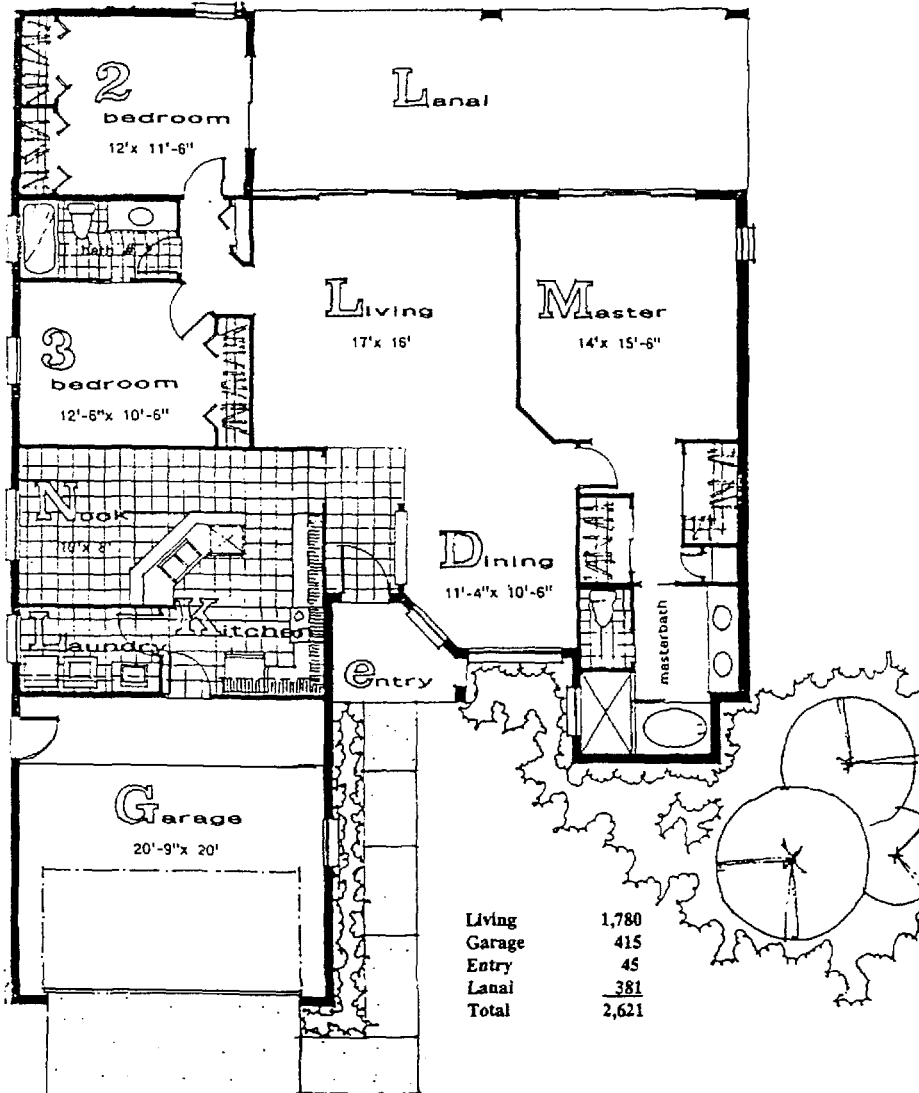 2
bedroom
12'x 11'-6"
Lanai
bath #
Living
17'x 16'
Master
14'x 15'-6"
3
bedroom
12'-6"x 10'-6"
Nook
10'x 8'
Dining
11'-4"x 10'-6"
Kitchen
Laundry
masterbath
entry
Garage
20'-9"x 20'
Living 1,780
Garage 415
Entry 45
Lanai 381
Total 2,621